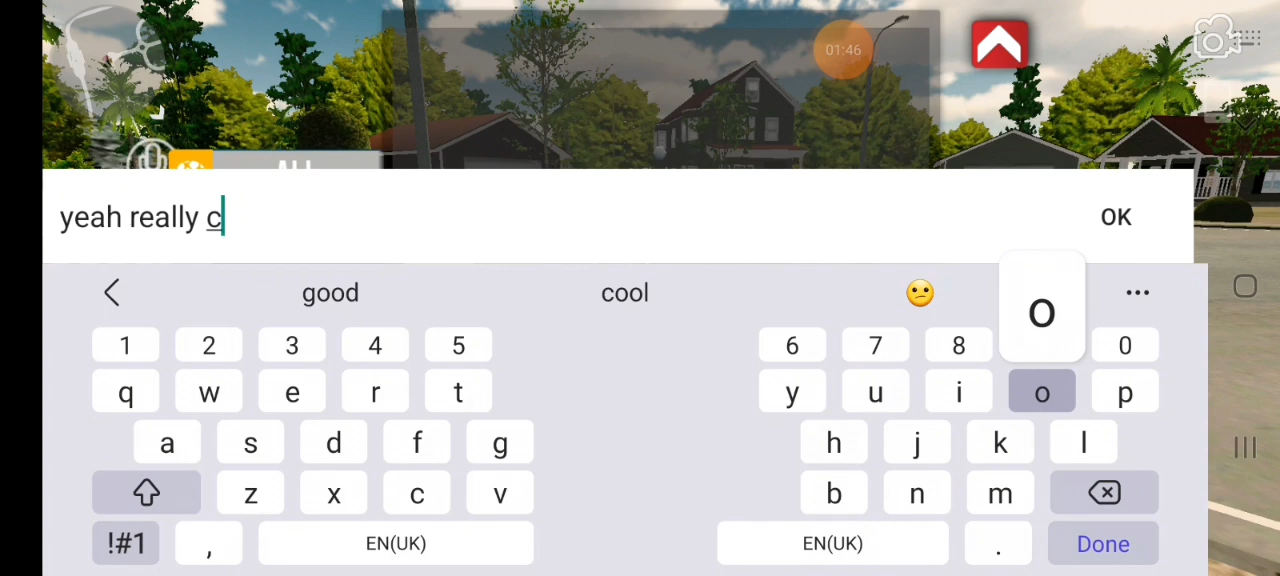 01:46
ALL
yeah really c
OK
good cool 😕
o
1 2 3 4 5 6 7 8 0
q w e r t y u i o p
a s d f g h j k l
z x c v b n m
!#1 , EN(UK) EN(UK) . Done